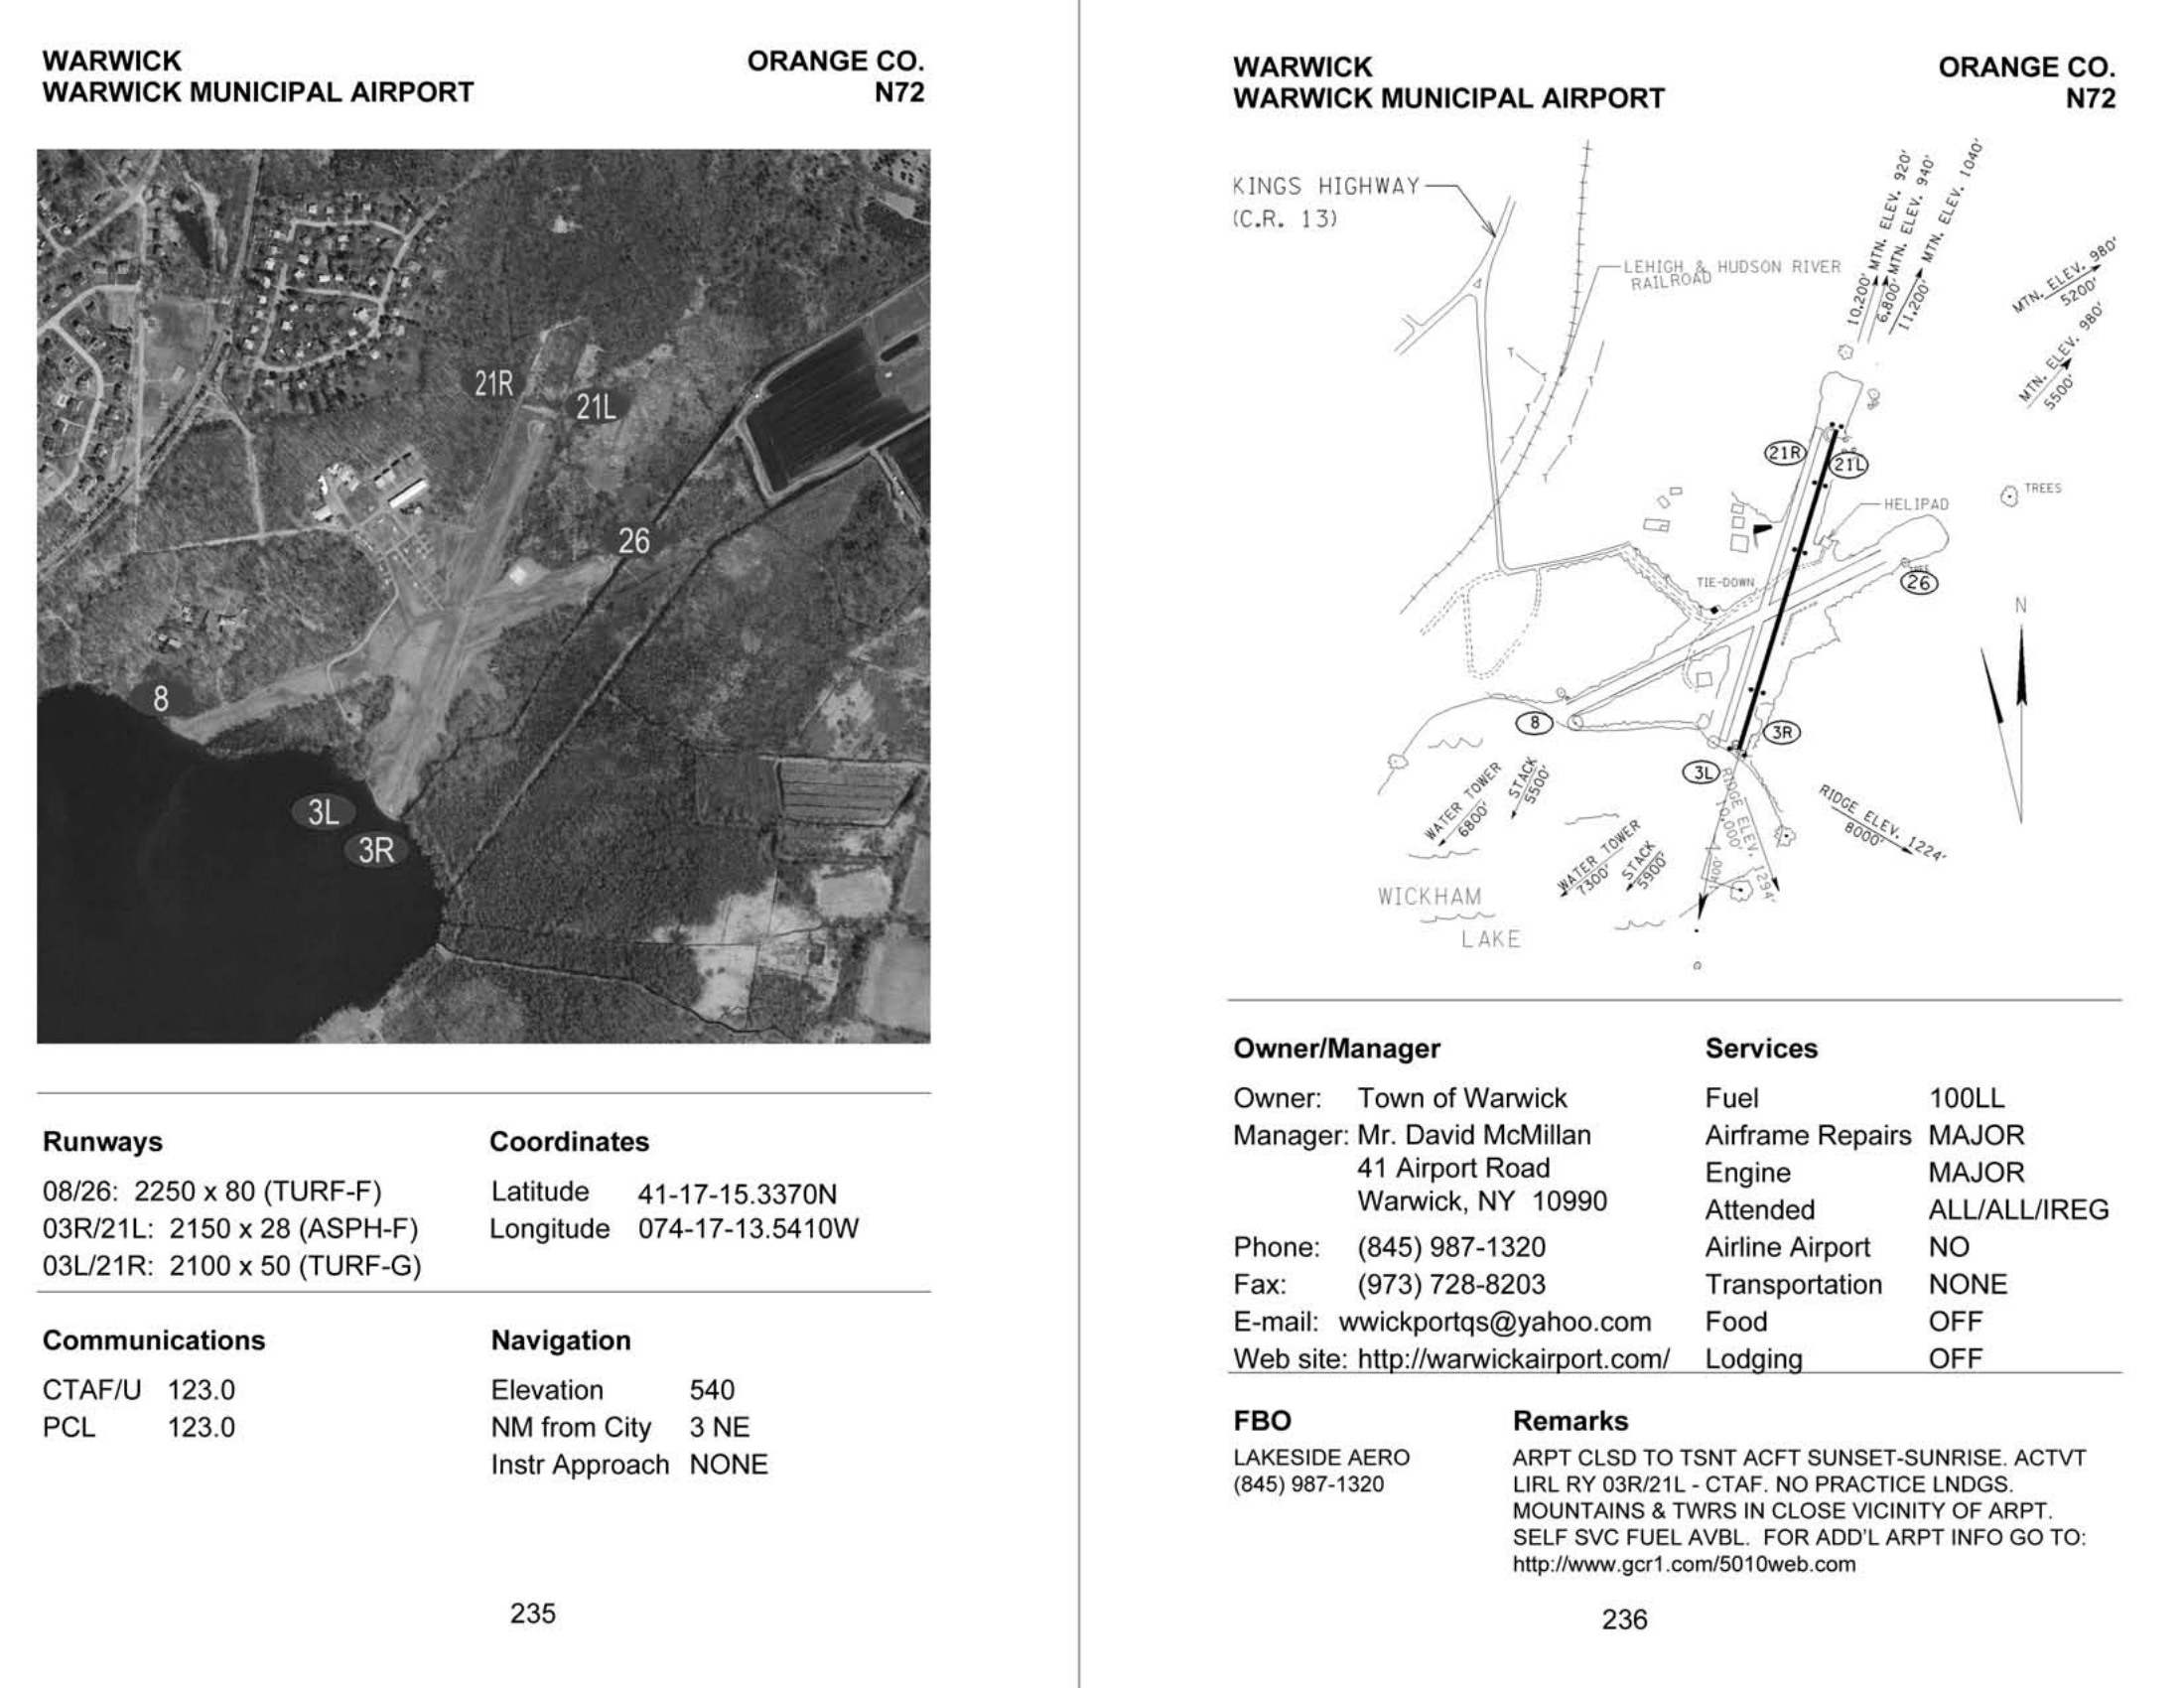 WARWICK ORANGE CO.
WARWICK MUNICIPAL AIRPORT N72
21R
21L
26
8
3L
3R
Runways
08/26: 2250 x 80 (TURF-F)
03R/21L: 2150 x 28 (ASPH-F)
03L/21R: 2100 x 50 (TURF-G)
Coordinates
Latitude 41-17-15.3370N
Longitude 074-17-13.5410W
Communications
CTAF/U 123.0
PCL 123.0
Navigation
Elevation 540
NM from City 3 NE
Instr Approach NONE
235
WARWICK ORANGE CO.
WARWICK MUNICIPAL AIRPORT N72
KINGS HIGHWAY
(C.R. 13)
LEHIGH & HUDSON RIVER
RAILROAD
10,200' MTN. ELEV. 920'
6,800' MTN. ELEV. 940'
11,200' MTN. ELEV. 1040'
MTN. ELEV. 980'
5200'
MTN. ELEV. 980'
5500'
21R
21L
HELIPAD
TREES
TIE-DOWN
TREE
26
N
8
3R
3L
WATER TOWER
6800'
STACK
5500'
WATER TOWER
7300'
STACK
5900'
RIDGE ELEV. 1294'
10,000'
1400'
RIDGE ELEV. 1224'
8000'
WICKHAM
LAKE
Owner/Manager
Owner: Town of Warwick
Manager: Mr. David McMillan
41 Airport Road
Warwick, NY 10990
Phone: (845) 987-1320
Fax: (973) 728-8203
E-mail: wwickportqs@yahoo.com
Web site: http://warwickairport.com/
Services
Fuel 100LL
Airframe Repairs MAJOR
Engine MAJOR
Attended ALL/ALL/IREG
Airline Airport NO
Transportation NONE
Food OFF
Lodging OFF
FBO
LAKESIDE AERO
(845) 987-1320
Remarks
ARPT CLSD TO TSNT ACFT SUNSET-SUNRISE. ACTVT
LIRL RY 03R/21L - CTAF. NO PRACTICE LNDGS.
MOUNTAINS & TWRS IN CLOSE VICINITY OF ARPT.
SELF SVC FUEL AVBL. FOR ADD'L ARPT INFO GO TO:
http://www.gcr1.com/5010web.com
236